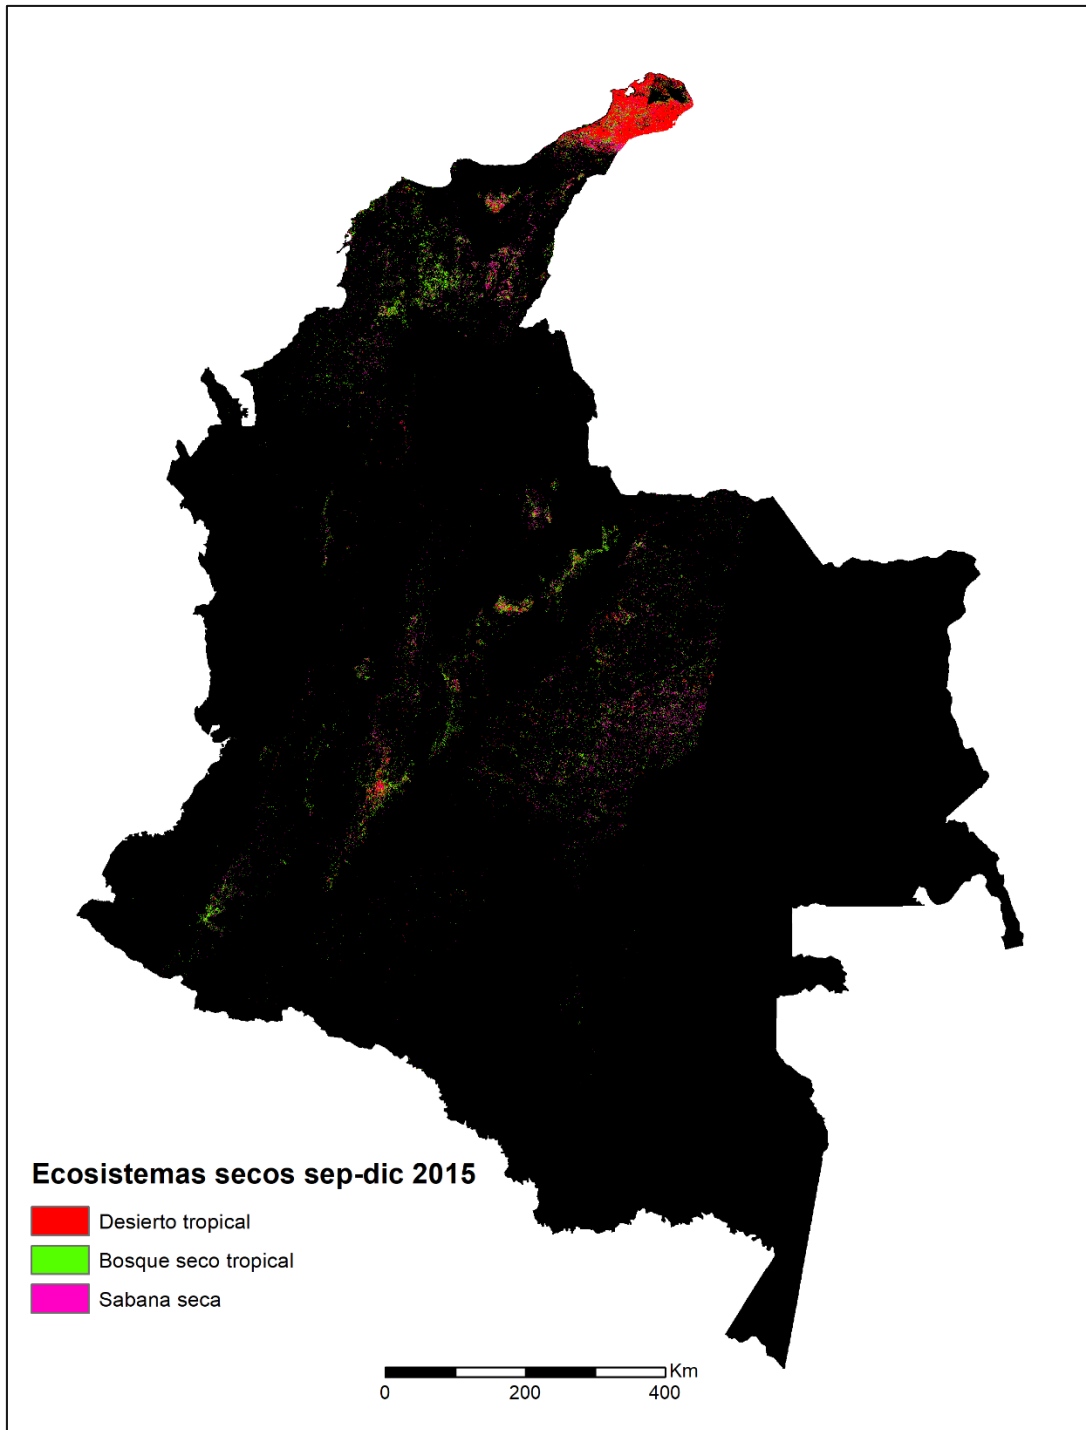 Ecosistemas secos sep-dic 2015
Desierto tropical
Bosque seco tropical
Sabana seca
Km
0 200 400